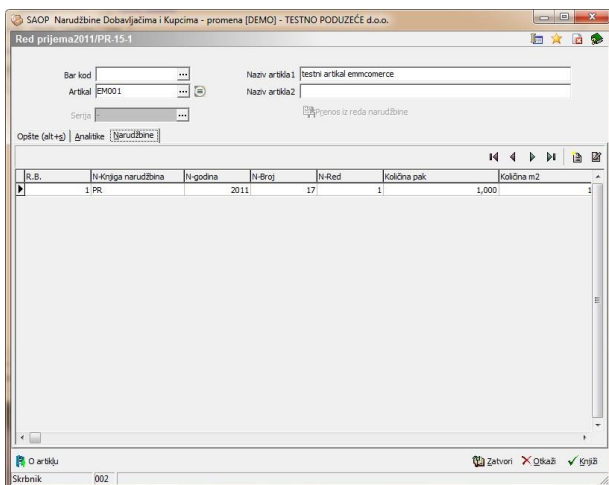 SAOP Narudžbine Dobavljačima i Kupcima - promena [DEMO] - TESTNO PODUZEĆE d.o.o.
Red prijema2011/PR-15-1
Bar kod ... Naziv artikla1 testni artikal emmcomerce
Artikal EM001 ... Naziv artikla2
Serija - ... Prenos iz reda narudžbine
Opšte (alt+s) Analitike Narudžbine
R.B. N-Knjiga narudžbina N-godina N-Broj N-Red Količina pak Količina m2
1 PR 2011 17 1 1,000 1
O artiklu Zatvori Otkaži Knjiži
Skrbnik 002